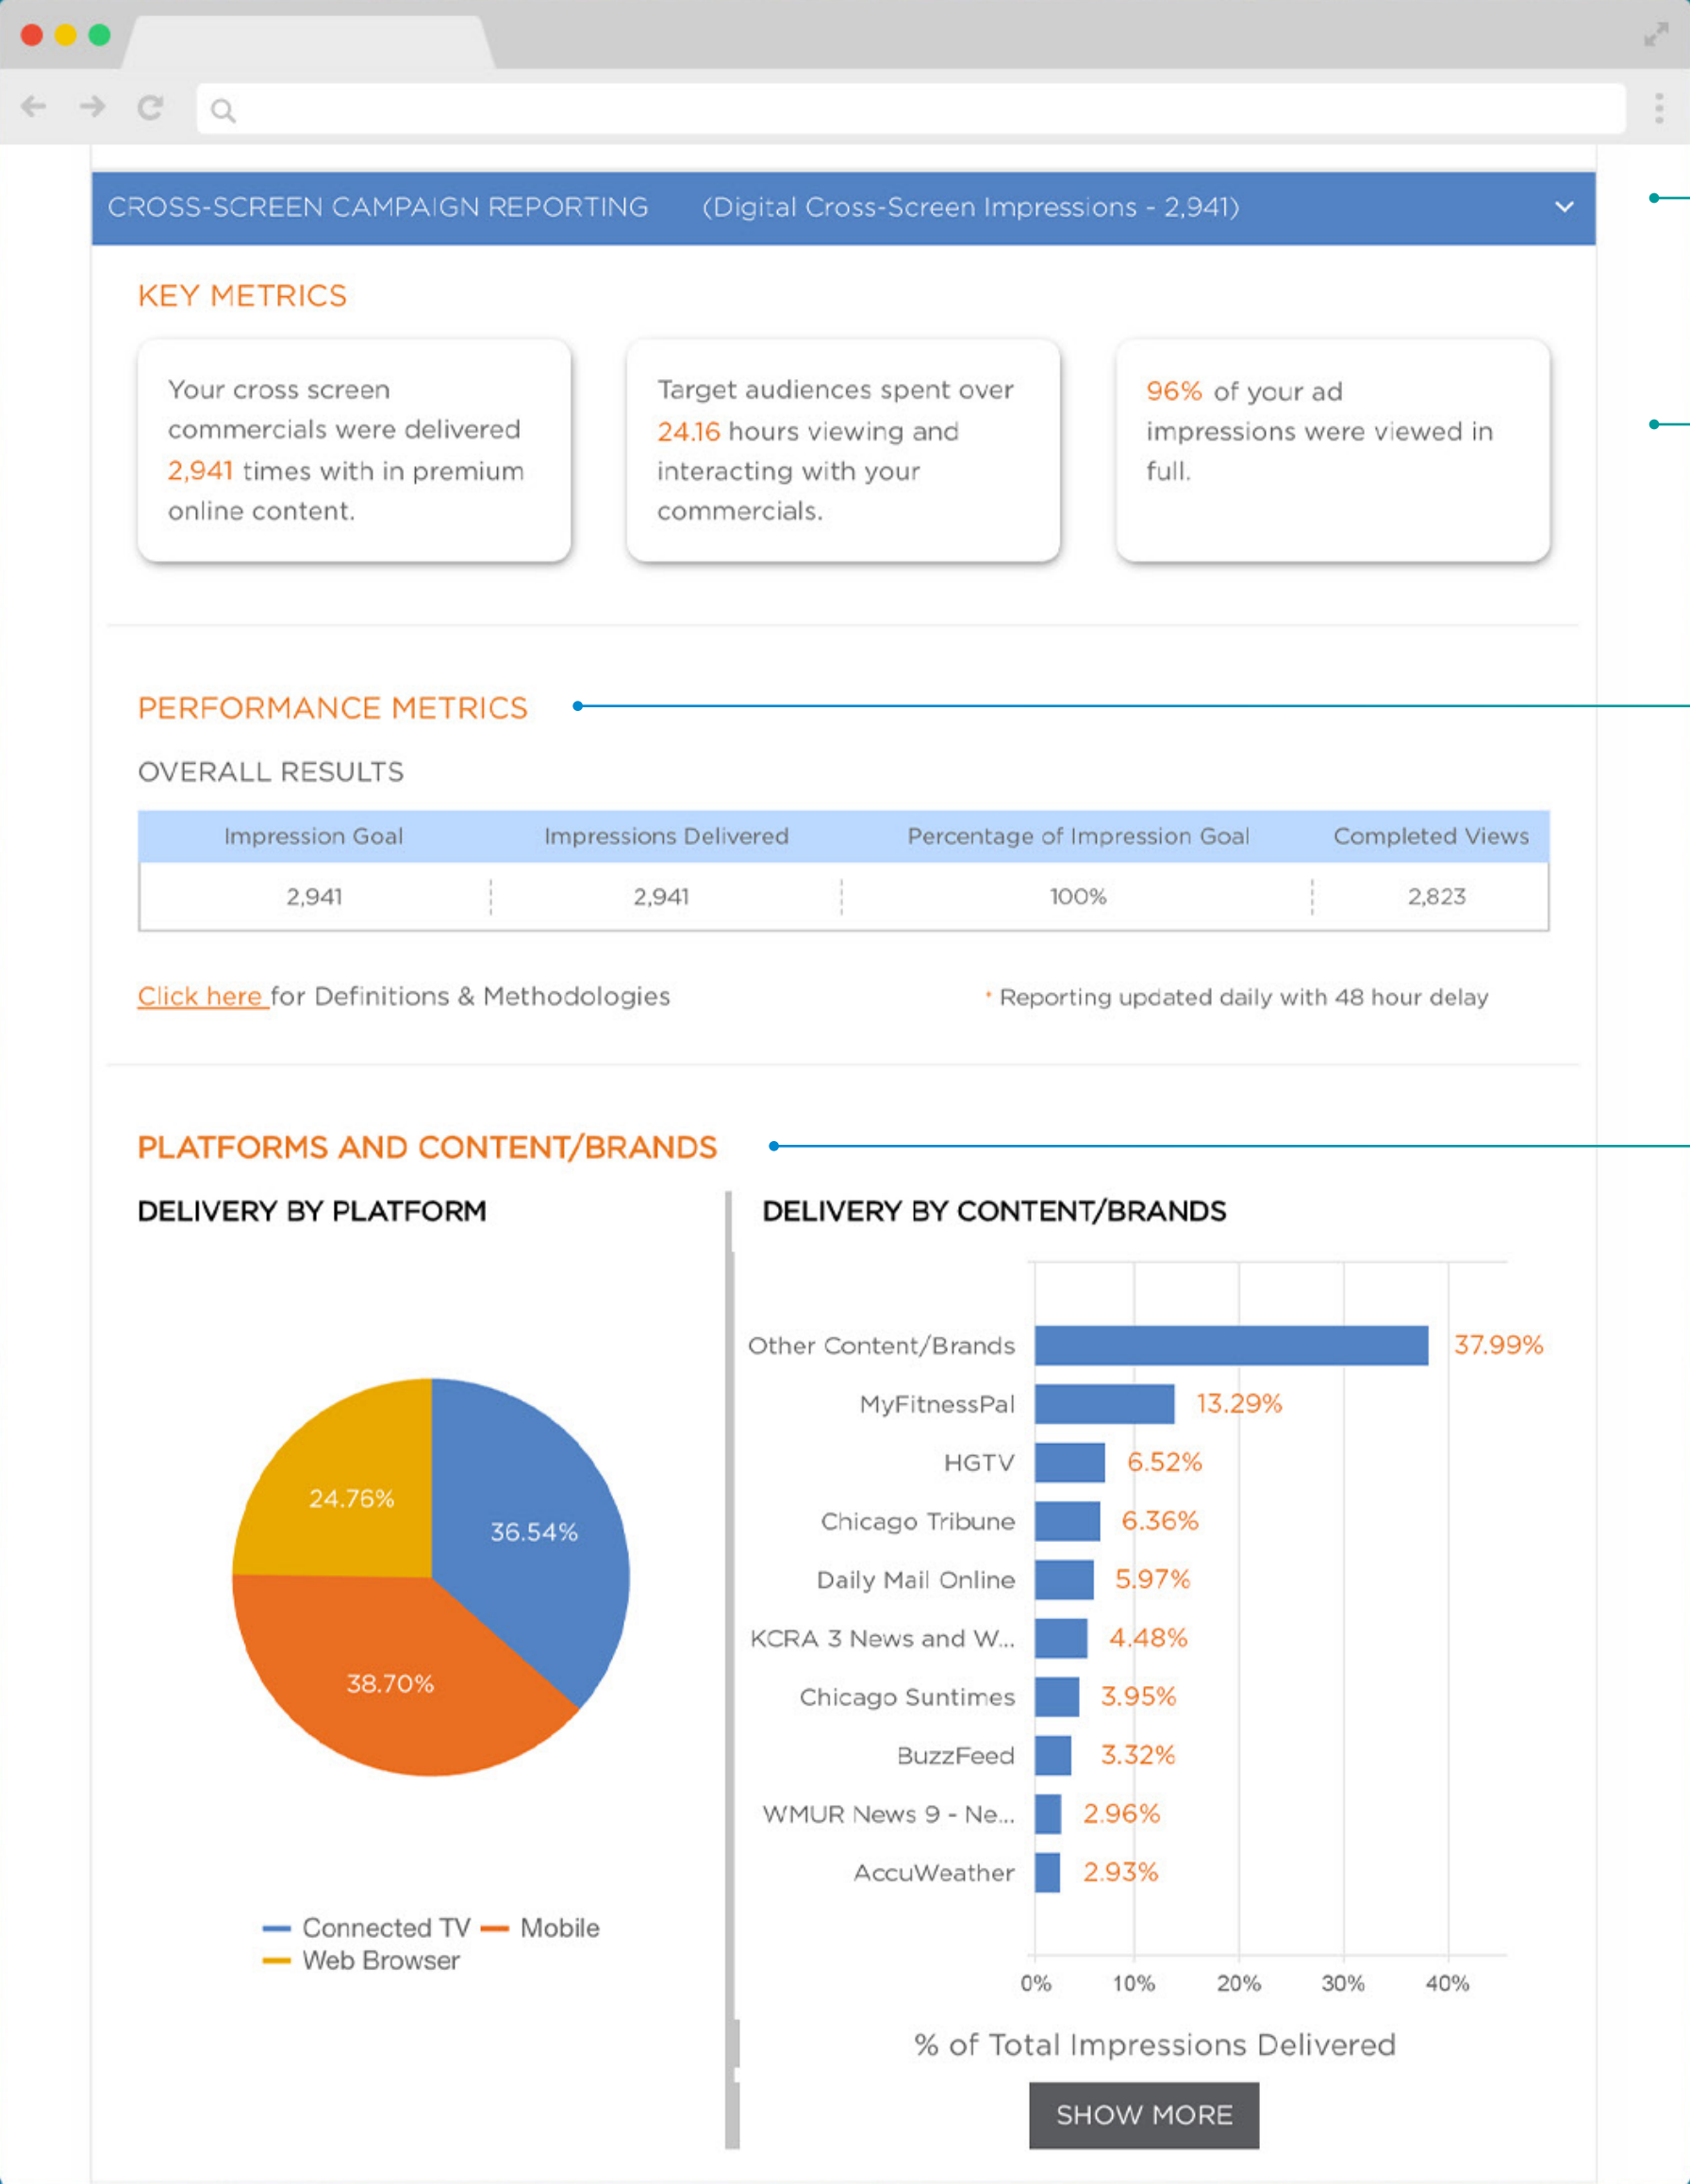 CROSS-SCREEN CAMPAIGN REPORTING (Digital Cross-Screen Impressions - 2,941)
KEY METRICS
Your cross screen
commercials were delivered
2,941 times with in premium
online content.
Target audiences spent over
24.16 hours viewing and
interacting with your
commercials.
96% of your ad
impressions were viewed in
full.
PERFORMANCE METRICS
OVERALL RESULTS
Impression Goal Impressions Delivered Percentage of Impression Goal Completed Views
2,941 2,941 100% 2,823
Click here for Definitions & Methodologies
* Reporting updated daily with 48 hour delay
PLATFORMS AND CONTENT/BRANDS
DELIVERY BY PLATFORM
24.76%
36.54%
38.70%
Connected TV Mobile
Web Browser
DELIVERY BY CONTENT/BRANDS
Other Content/Brands 37.99%
MyFitnessPal 13.29%
HGTV 6.52%
Chicago Tribune 6.36%
Daily Mail Online 5.97%
KCRA 3 News and W... 4.48%
Chicago Suntimes 3.95%
BuzzFeed 3.32%
WMUR News 9 - Ne... 2.96%
AccuWeather 2.93%
0% 10% 20% 30% 40%
% of Total Impressions Delivered
SHOW MORE